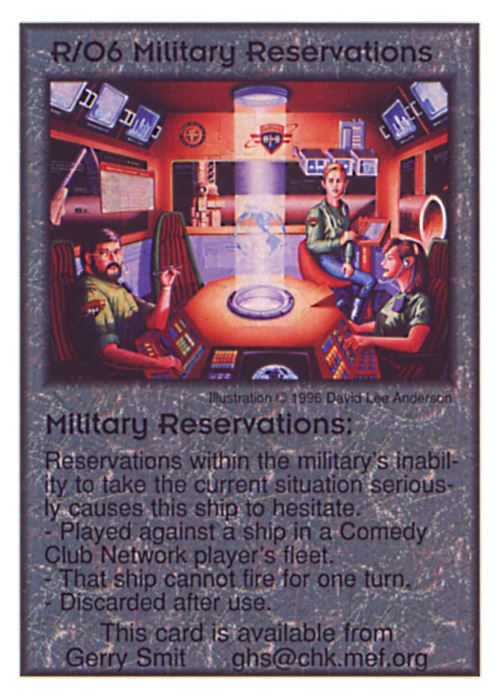 R/O6 Military Reservations
Illustration © 1996 David Lee Anderson
Military Reservations:
Reservations within the military's inabil-
ity to take the current situation serious-
ly causes this ship to hesitate.
- Played against a ship in a Comedy
Club Network player's fleet.
- That ship cannot fire for one turn.
- Discarded after use.
This card is available from
Gerry Smit ghs@chk.mef.org